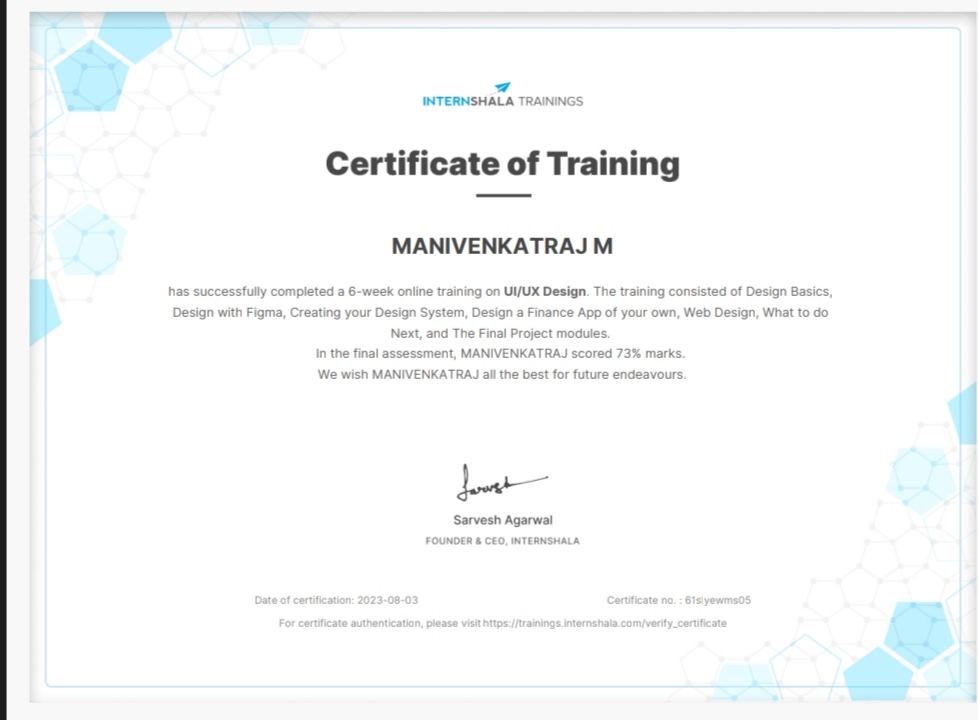 INTERNSHALA TRAININGS
Certificate of Training
MANIVENKATRAJ M
has successfully completed a 6-week online training on UI/UX Design. The training consisted of Design Basics,
Design with Figma, Creating your Design System, Design a Finance App of your own, Web Design, What to do
Next, and The Final Project modules.
In the final assessment, MANIVENKATRAJ scored 73% marks.
We wish MANIVENKATRAJ all the best for future endeavours.
Sarvesh Agarwal
FOUNDER & CEO, INTERNSHALA
Date of certification: 2023-08-03
Certificate no. : 61siyewms05
For certificate authentication, please visit https://trainings.internshala.com/verify_certificate